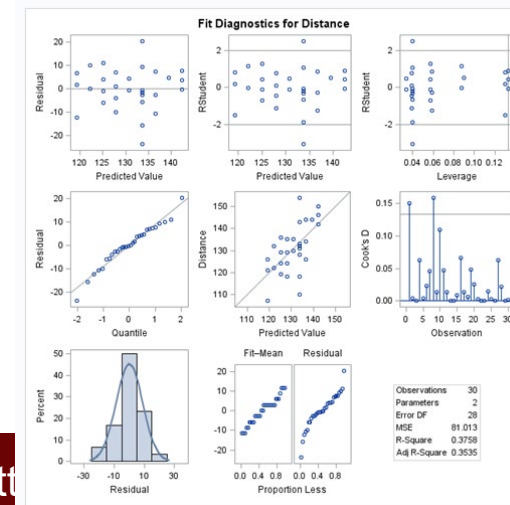 Fit Diagnostics for Distance
20
10
0
-10
-20
Residual
120 125 130 135 140
Predicted Value
2
0
-2
RStudent
120 125 130 135 140
Predicted Value
2
0
-2
RStudent
0.04 0.06 0.08 0.10 0.12
Leverage
20
10
0
-10
-20
Residual
-2 -1 0 1 2
Quantile
150
140
130
120
110
Distance
110 120 130 140 150
Predicted Value
0.15
0.10
0.05
0.00
Cook's D
0 5 10 15 20 25 30
Observation
50
40
30
20
10
0
Percent
-30 -10 10 30
Residual
Fit–Mean Residual
20
10
0
-10
-20
0.0 0.4 0.8 0.0 0.4 0.8
Proportion Less
Observations 30
Parameters 2
Error DF 28
MSE 81.013
R-Square 0.3758
Adj R-Square 0.3535